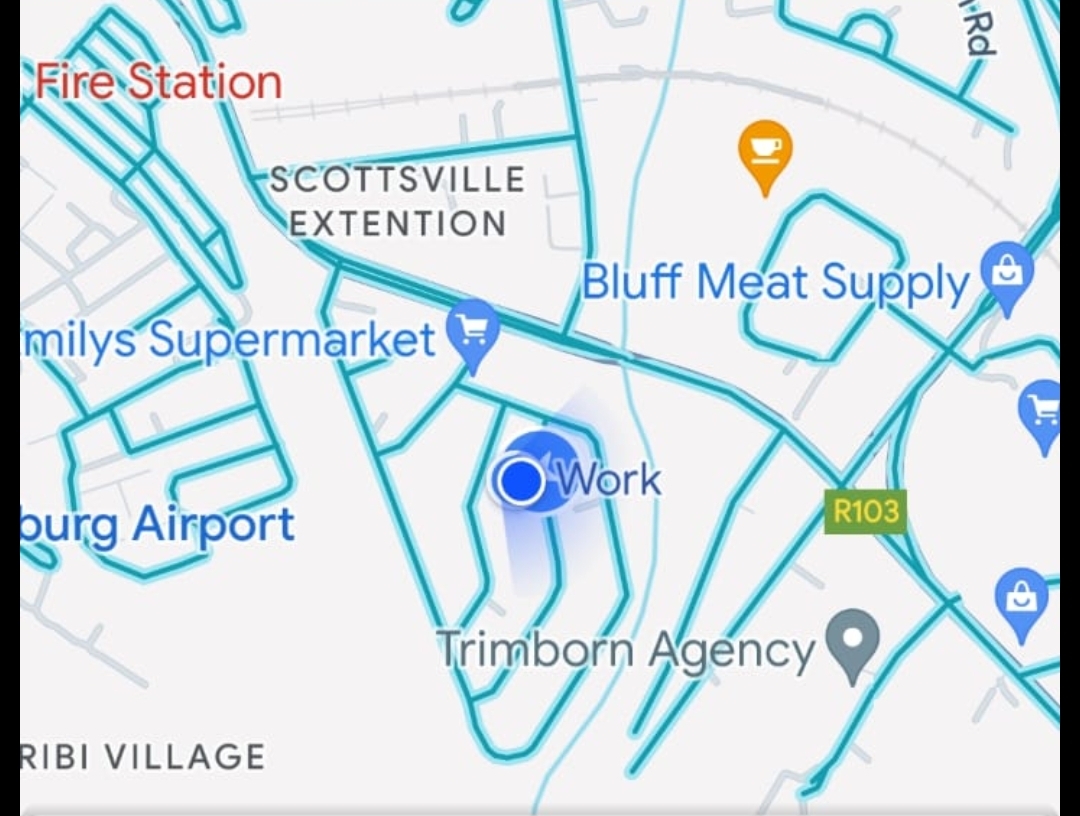 Rd
Fire Station
SCOTTSVILLE
EXTENTION
Bluff Meat Supply
milys Supermarket
Work
R103
burg Airport
Trimborn Agency
RIBI VILLAGE